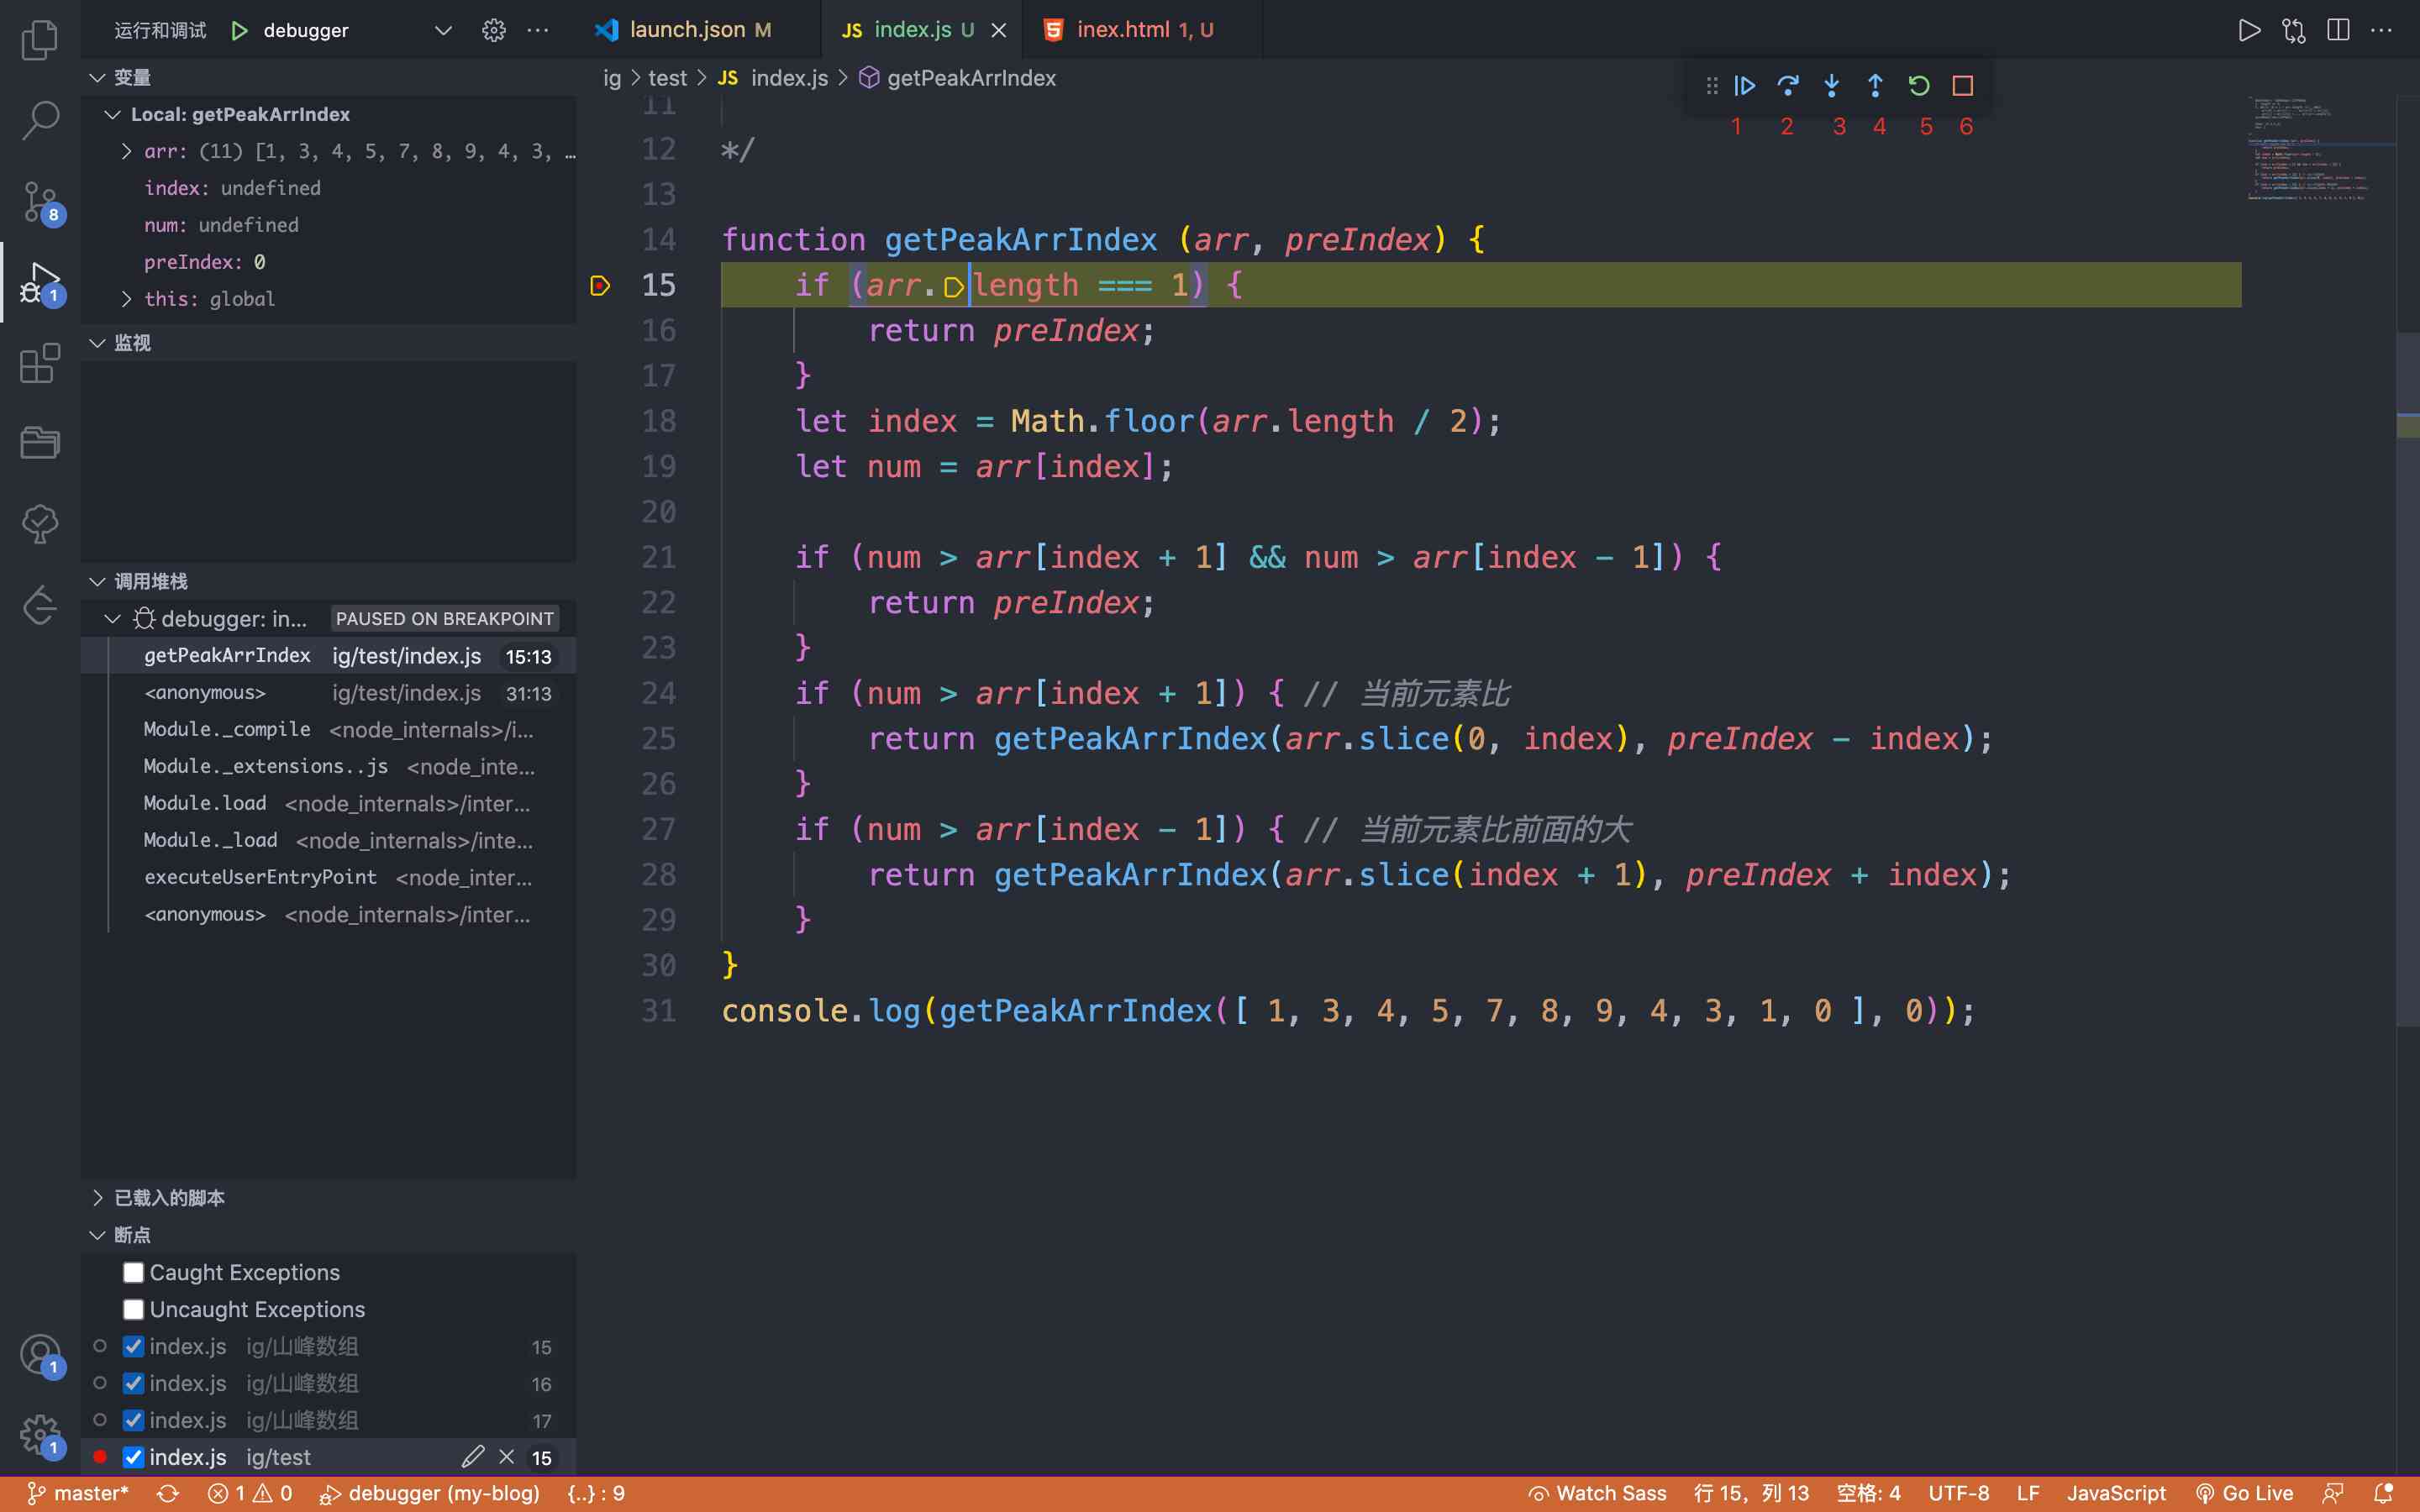 运行和调试 debugger
launch.json M
JS index.js U
inex.html 1, U
变量
Local: getPeakArrIndex
arr: (11) [1, 3, 4, 5, 7, 8, 9, 4, 3, …
index: undefined
num: undefined
preIndex: 0
this: global
监视
调用堆栈
debugger: in... PAUSED ON BREAKPOINT
getPeakArrIndex ig/test/index.js 15:13
<anonymous> ig/test/index.js 31:13
Module._compile <node_internals>/i...
Module._extensions..js <node_inte...
Module.load <node_internals>/inter...
Module._load <node_internals>/inte...
executeUserEntryPoint <node_inter...
<anonymous> <node_internals>/inter...
已载入的脚本
断点
Caught Exceptions
Uncaught Exceptions
index.js ig/山峰数组 15
index.js ig/山峰数组 16
index.js ig/山峰数组 17
index.js ig/test 15
8
1
1
1
ig > test > JS index.js > getPeakArrIndex
1 2 3 4 5 6
11
12 */
13
14 function getPeakArrIndex (arr, preIndex) {
15 if (arr.length === 1) {
16 return preIndex;
17 }
18 let index = Math.floor(arr.length / 2);
19 let num = arr[index];
20
21 if (num > arr[index + 1] && num > arr[index - 1]) {
22 return preIndex;
23 }
24 if (num > arr[index + 1]) { // 当前元素比
25 return getPeakArrIndex(arr.slice(0, index), preIndex - index);
26 }
27 if (num > arr[index - 1]) { // 当前元素比前面的大
28 return getPeakArrIndex(arr.slice(index + 1), preIndex + index);
29 }
30 }
31 console.log(getPeakArrIndex([ 1, 3, 4, 5, 7, 8, 9, 4, 3, 1, 0 ], 0));
master* 1 0 debugger (my-blog) {..} : 9 Watch Sass 行 15，列 13 空格: 4 UTF-8 LF JavaScript Go Live